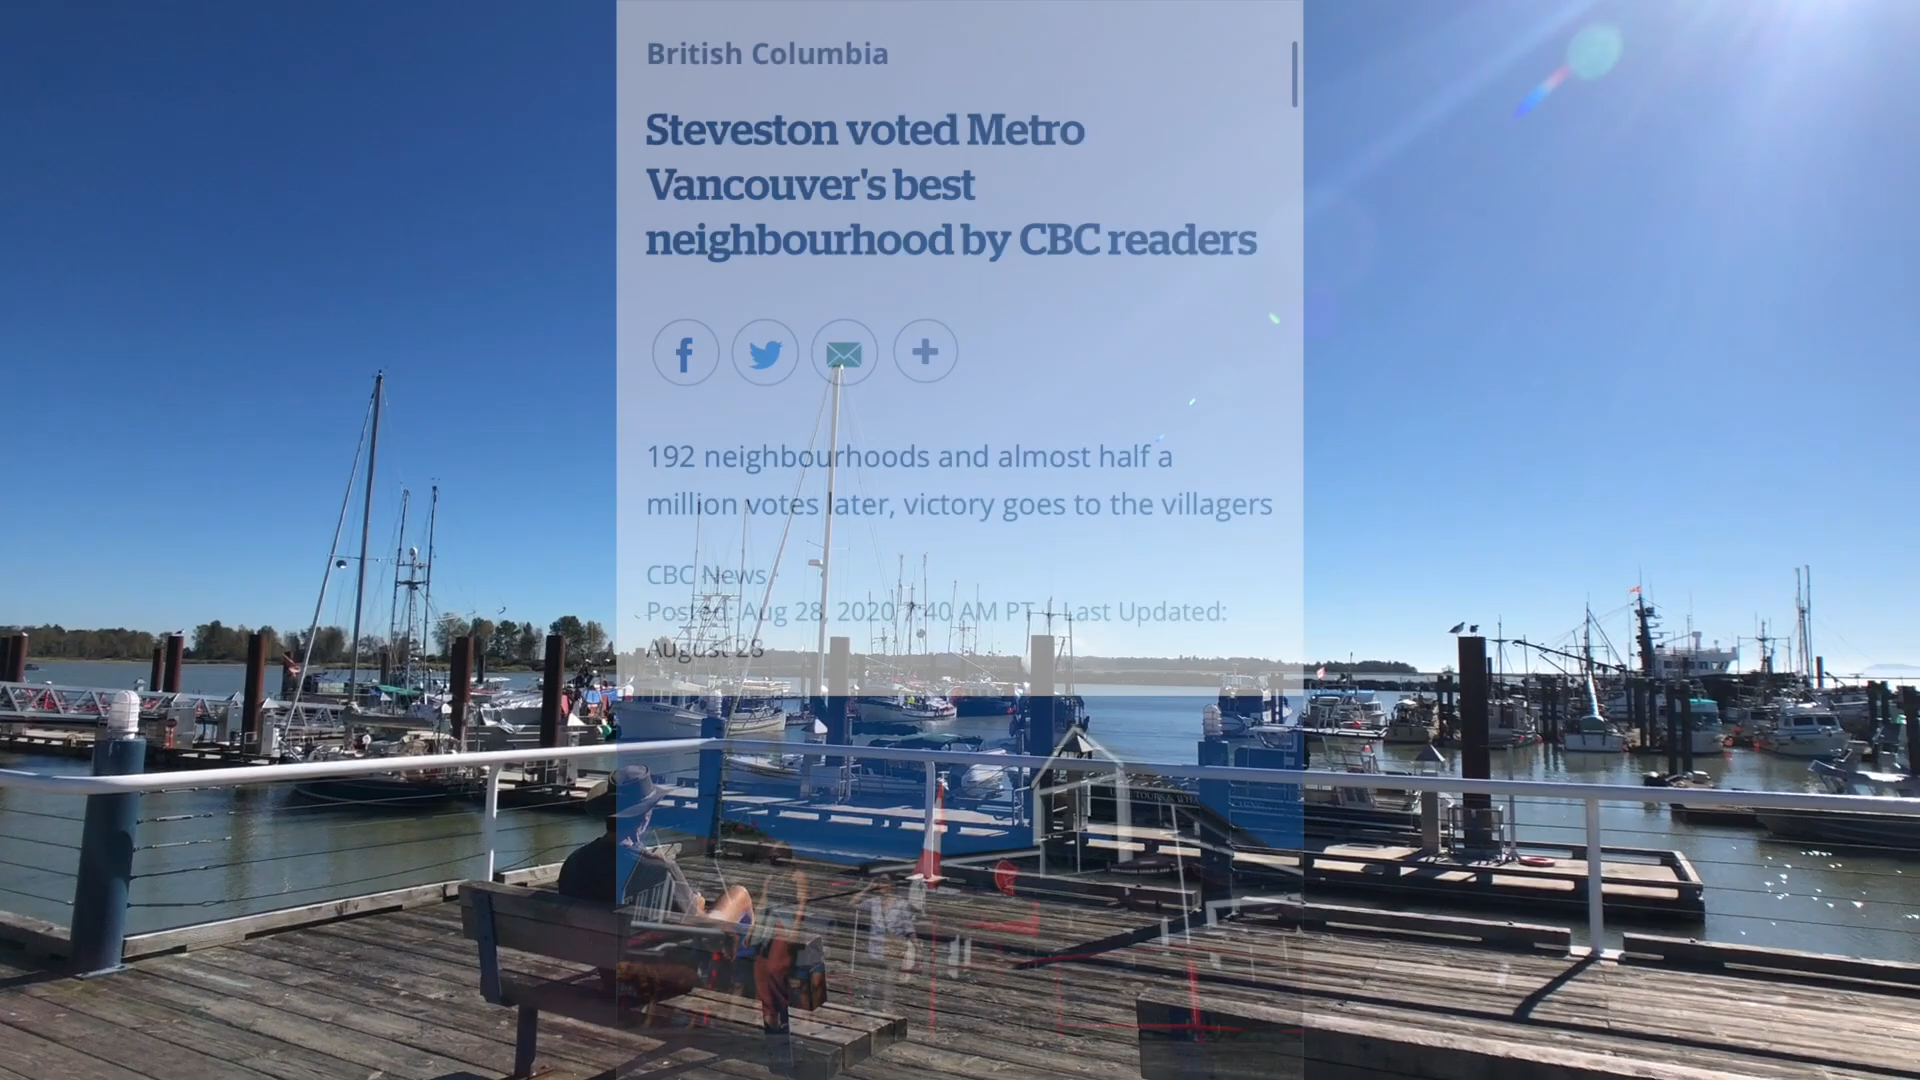 British Columbia
Steveston voted Metro
Vancouver's best
neighbourhood by CBC readers
192 neighbourhoods and almost half a
million votes later, victory goes to the villagers
CBC News ·
Posted: Aug 28, 2020 7:40 AM PT | Last Updated:
August 28
TOURS & WHA